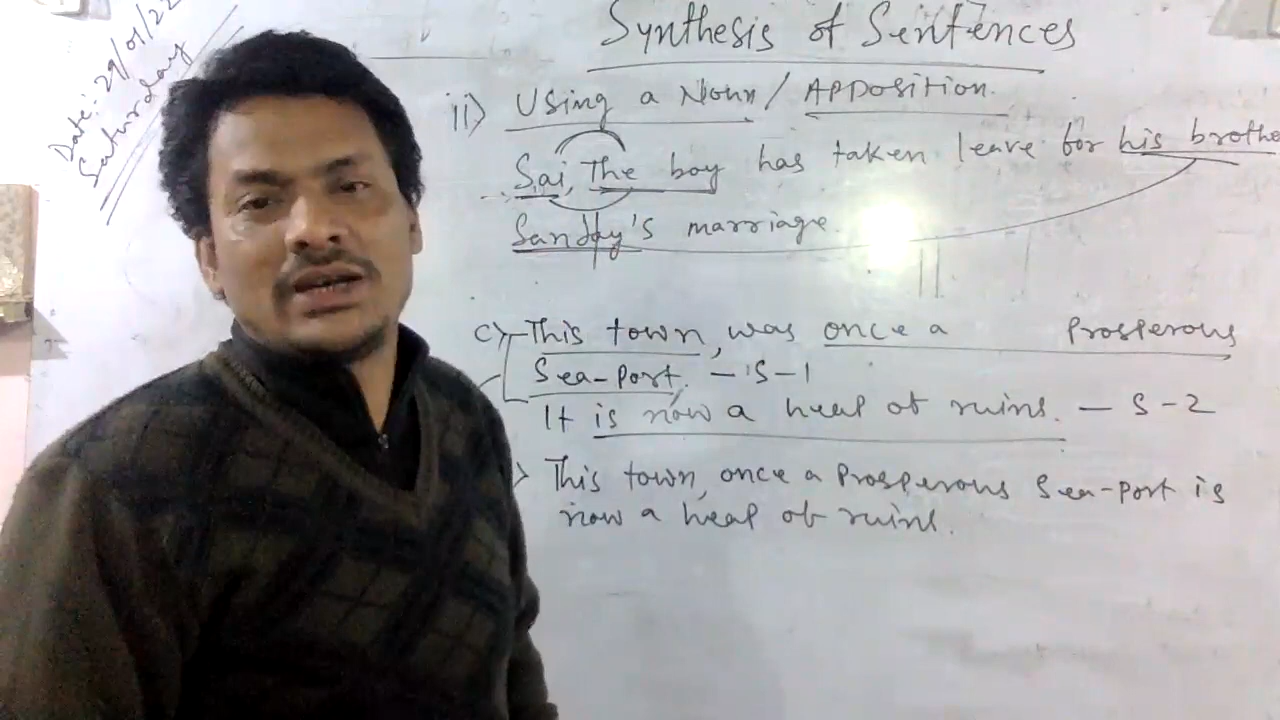 Date: 29/01/22
Saturday
Synthesis of Sentences
ii) Using a Noun / APPOSITION.
Sai, The boy has taken leave for his brothe
Sandy's marriage.
c) This town, was once a Prosperous
Sea-Port. - S-1
It is now a heap of ruins. - S-2
This town, once a Prosperous Sea-Port is
now a heap of ruins.